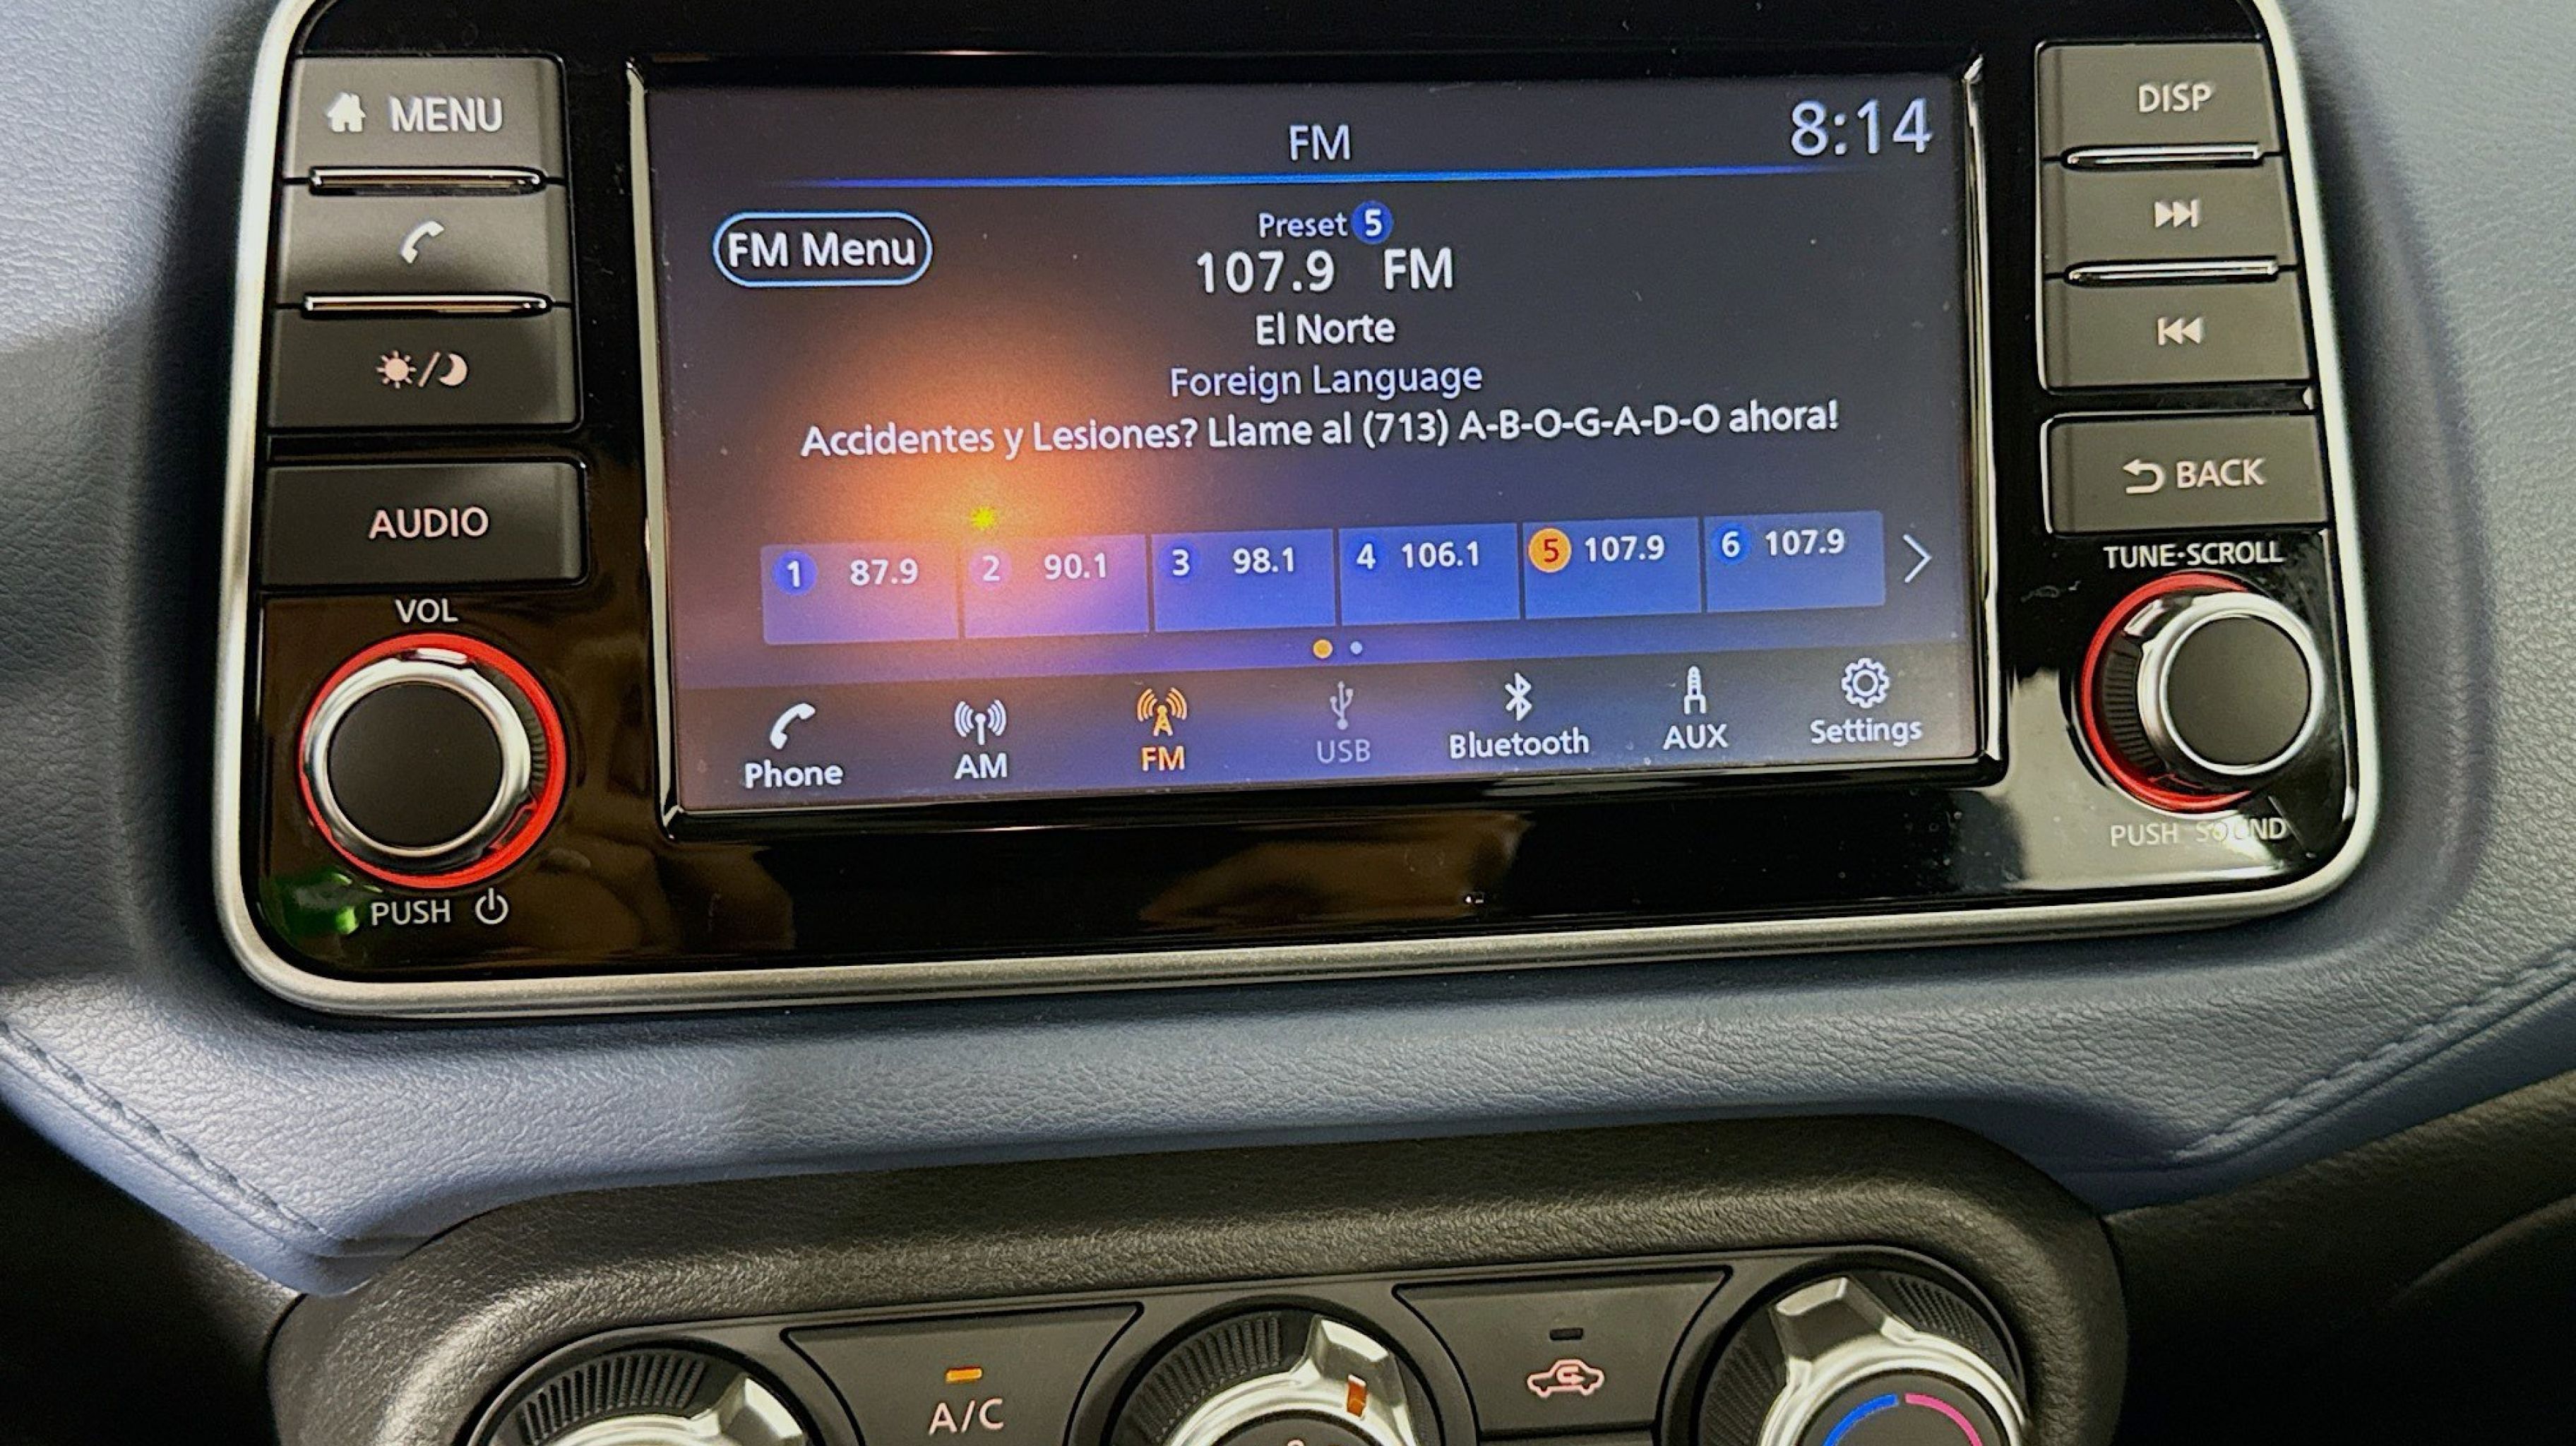 MENU
AUDIO
VOL
PUSH
FM
8:14
FM Menu
Preset 5
107.9 FM
El Norte
Foreign Language
Accidentes y Lesiones? Llame al (713) A-B-O-G-A-D-O ahora!
1 87.9
2 90.1
3 98.1
4 106.1
5 107.9
6 107.9
Phone
AM
FM
USB
Bluetooth
AUX
Settings
DISP
BACK
TUNE·SCROLL
PUSH SOUND
A/C